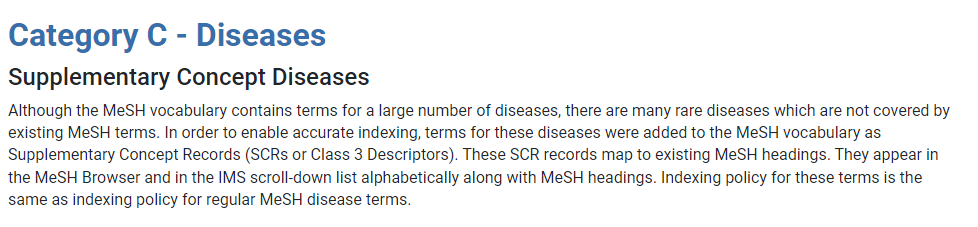 Category C - Diseases
Supplementary Concept Diseases
Although the MeSH vocabulary contains terms for a large number of diseases, there are many rare diseases which are not covered by
existing MeSH terms. In order to enable accurate indexing, terms for these diseases were added to the MeSH vocabulary as
Supplementary Concept Records (SCRs or Class 3 Descriptors). These SCR records map to existing MeSH headings. They appear in
the MeSH Browser and in the IMS scroll-down list alphabetically along with MeSH headings. Indexing policy for these terms is the
same as indexing policy for regular MeSH disease terms.